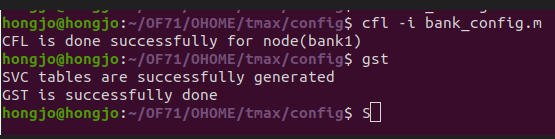 hongjo@hongjo:~/OF71/OHOME/tmax/config$ cfl -i bank_config.m
CFL is done successfully for node(bank1)
hongjo@hongjo:~/OF71/OHOME/tmax/config$ gst
SVC tables are successfully generated
GST is successfully done
hongjo@hongjo:~/OF71/OHOME/tmax/config$ S